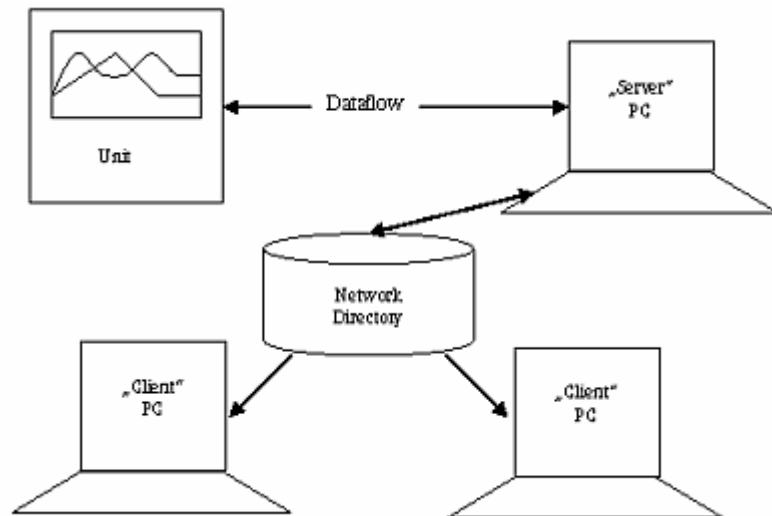 Unit
Dataflow
„Server“
PC
Network
Directory
„Client“
PC
„Client“
PC